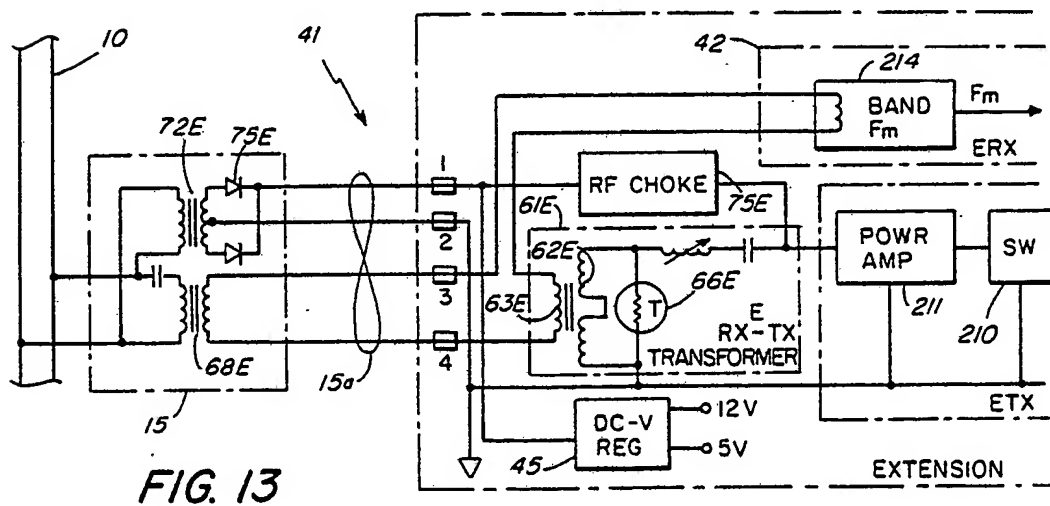 10
41
42
214
BAND
Fm
Fm
ERX
72E
75E
1
2
3
4
RF CHOKE
75E
61E
62E
63E
T
66E
E
RX-TX
TRANSFORMER
POWR
AMP
211
SW
210
ETX
68E
15
15a
DC-V
REG
45
12V
5V
EXTENSION
FIG. 13